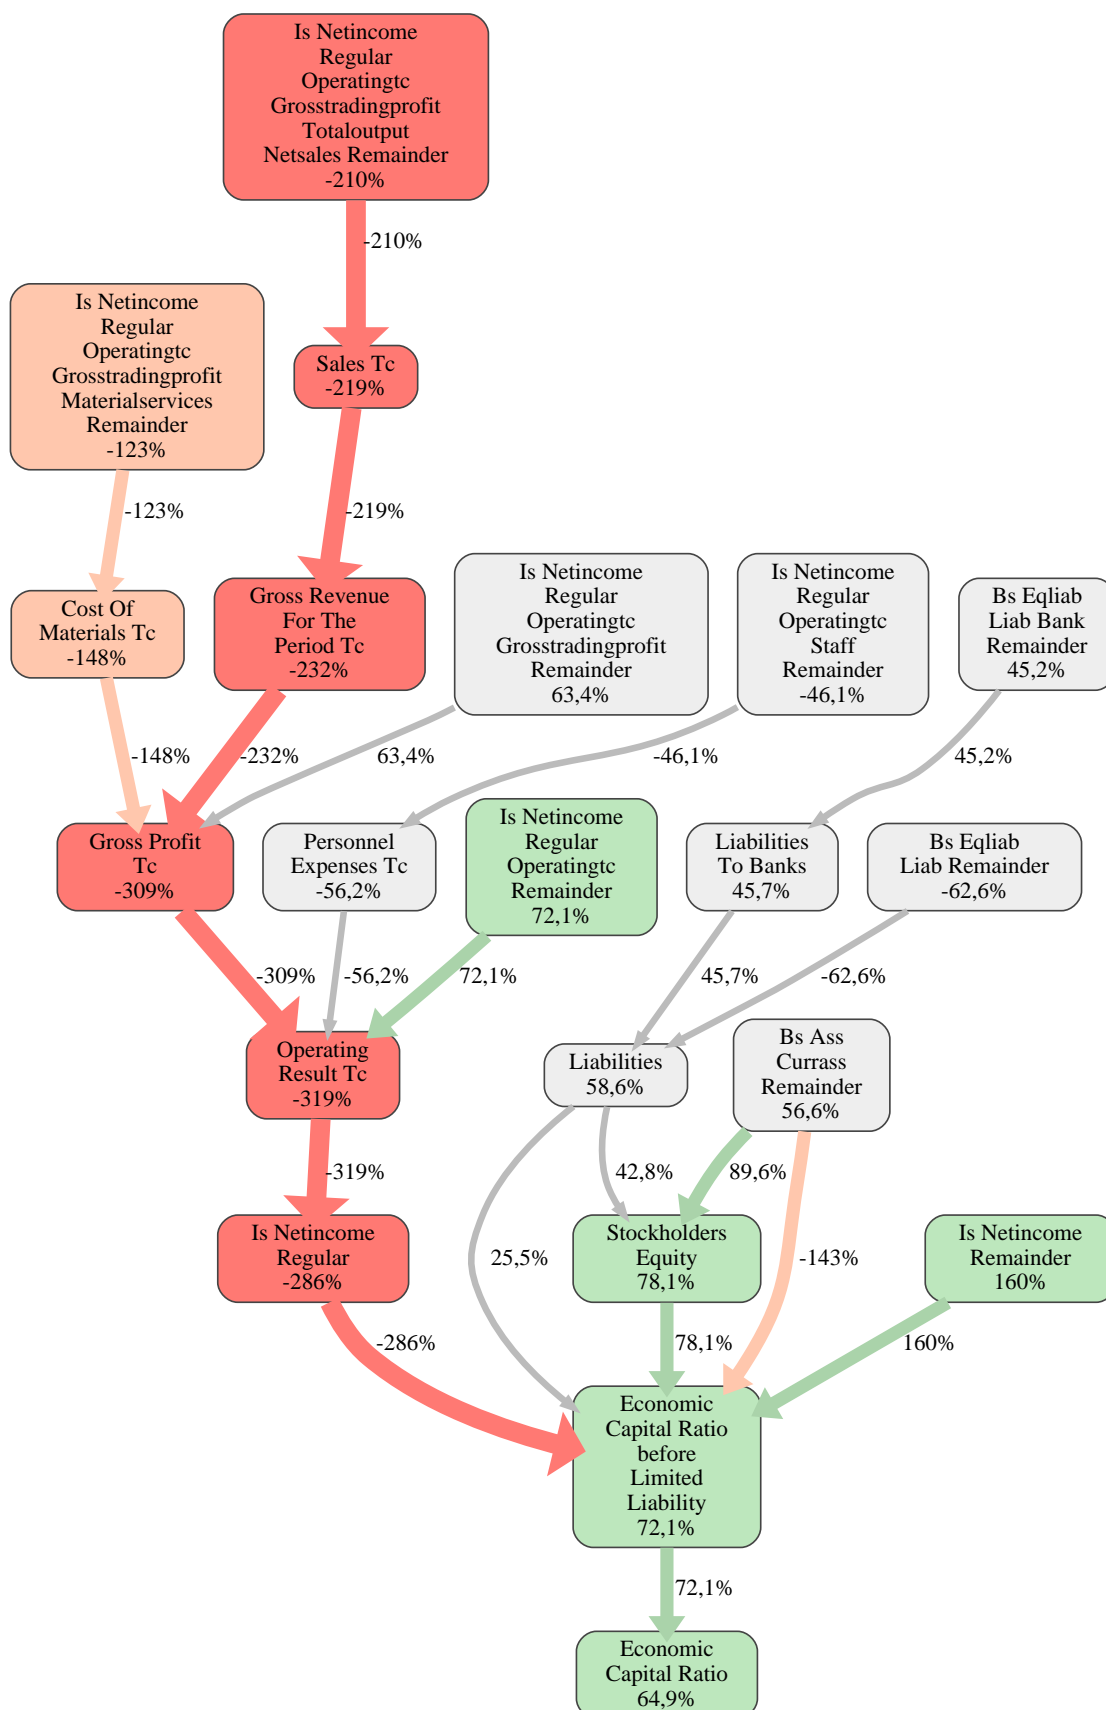 Is Netincome
Regular
Operatingtc
Grosstradingprofit
Totaloutput
Netsales Remainder
-210%
-210%
Is Netincome
Regular
Operatingtc
Grosstradingprofit
Materialservices
Remainder
-123%
Sales Tc
-219%
-123%
-219%
Cost Of
Materials Tc
-148%
Gross Revenue
For The
Period Tc
-232%
Is Netincome
Regular
Operatingtc
Grosstradingprofit
Remainder
63,4%
Is Netincome
Regular
Operatingtc
Staff
Remainder
-46,1%
Bs Eqliab
Liab Bank
Remainder
45,2%
-148%
-232%
63,4%
-46,1%
45,2%
Gross Profit
Tc
-309%
Personnel
Expenses Tc
-56,2%
Is Netincome
Regular
Operatingtc
Remainder
72,1%
Liabilities
To Banks
45,7%
Bs Eqliab
Liab Remainder
-62,6%
-309%
-56,2%
72,1%
45,7%
-62,6%
Operating
Result Tc
-319%
Liabilities
58,6%
Bs Ass
Currass
Remainder
56,6%
-319%
42,8%
89,6%
Is Netincome
Regular
-286%
25,5%
Stockholders
Equity
78,1%
-143%
Is Netincome
Remainder
160%
-286%
78,1%
160%
Economic
Capital Ratio
before
Limited
Liability
72,1%
72,1%
Economic
Capital Ratio
64,9%